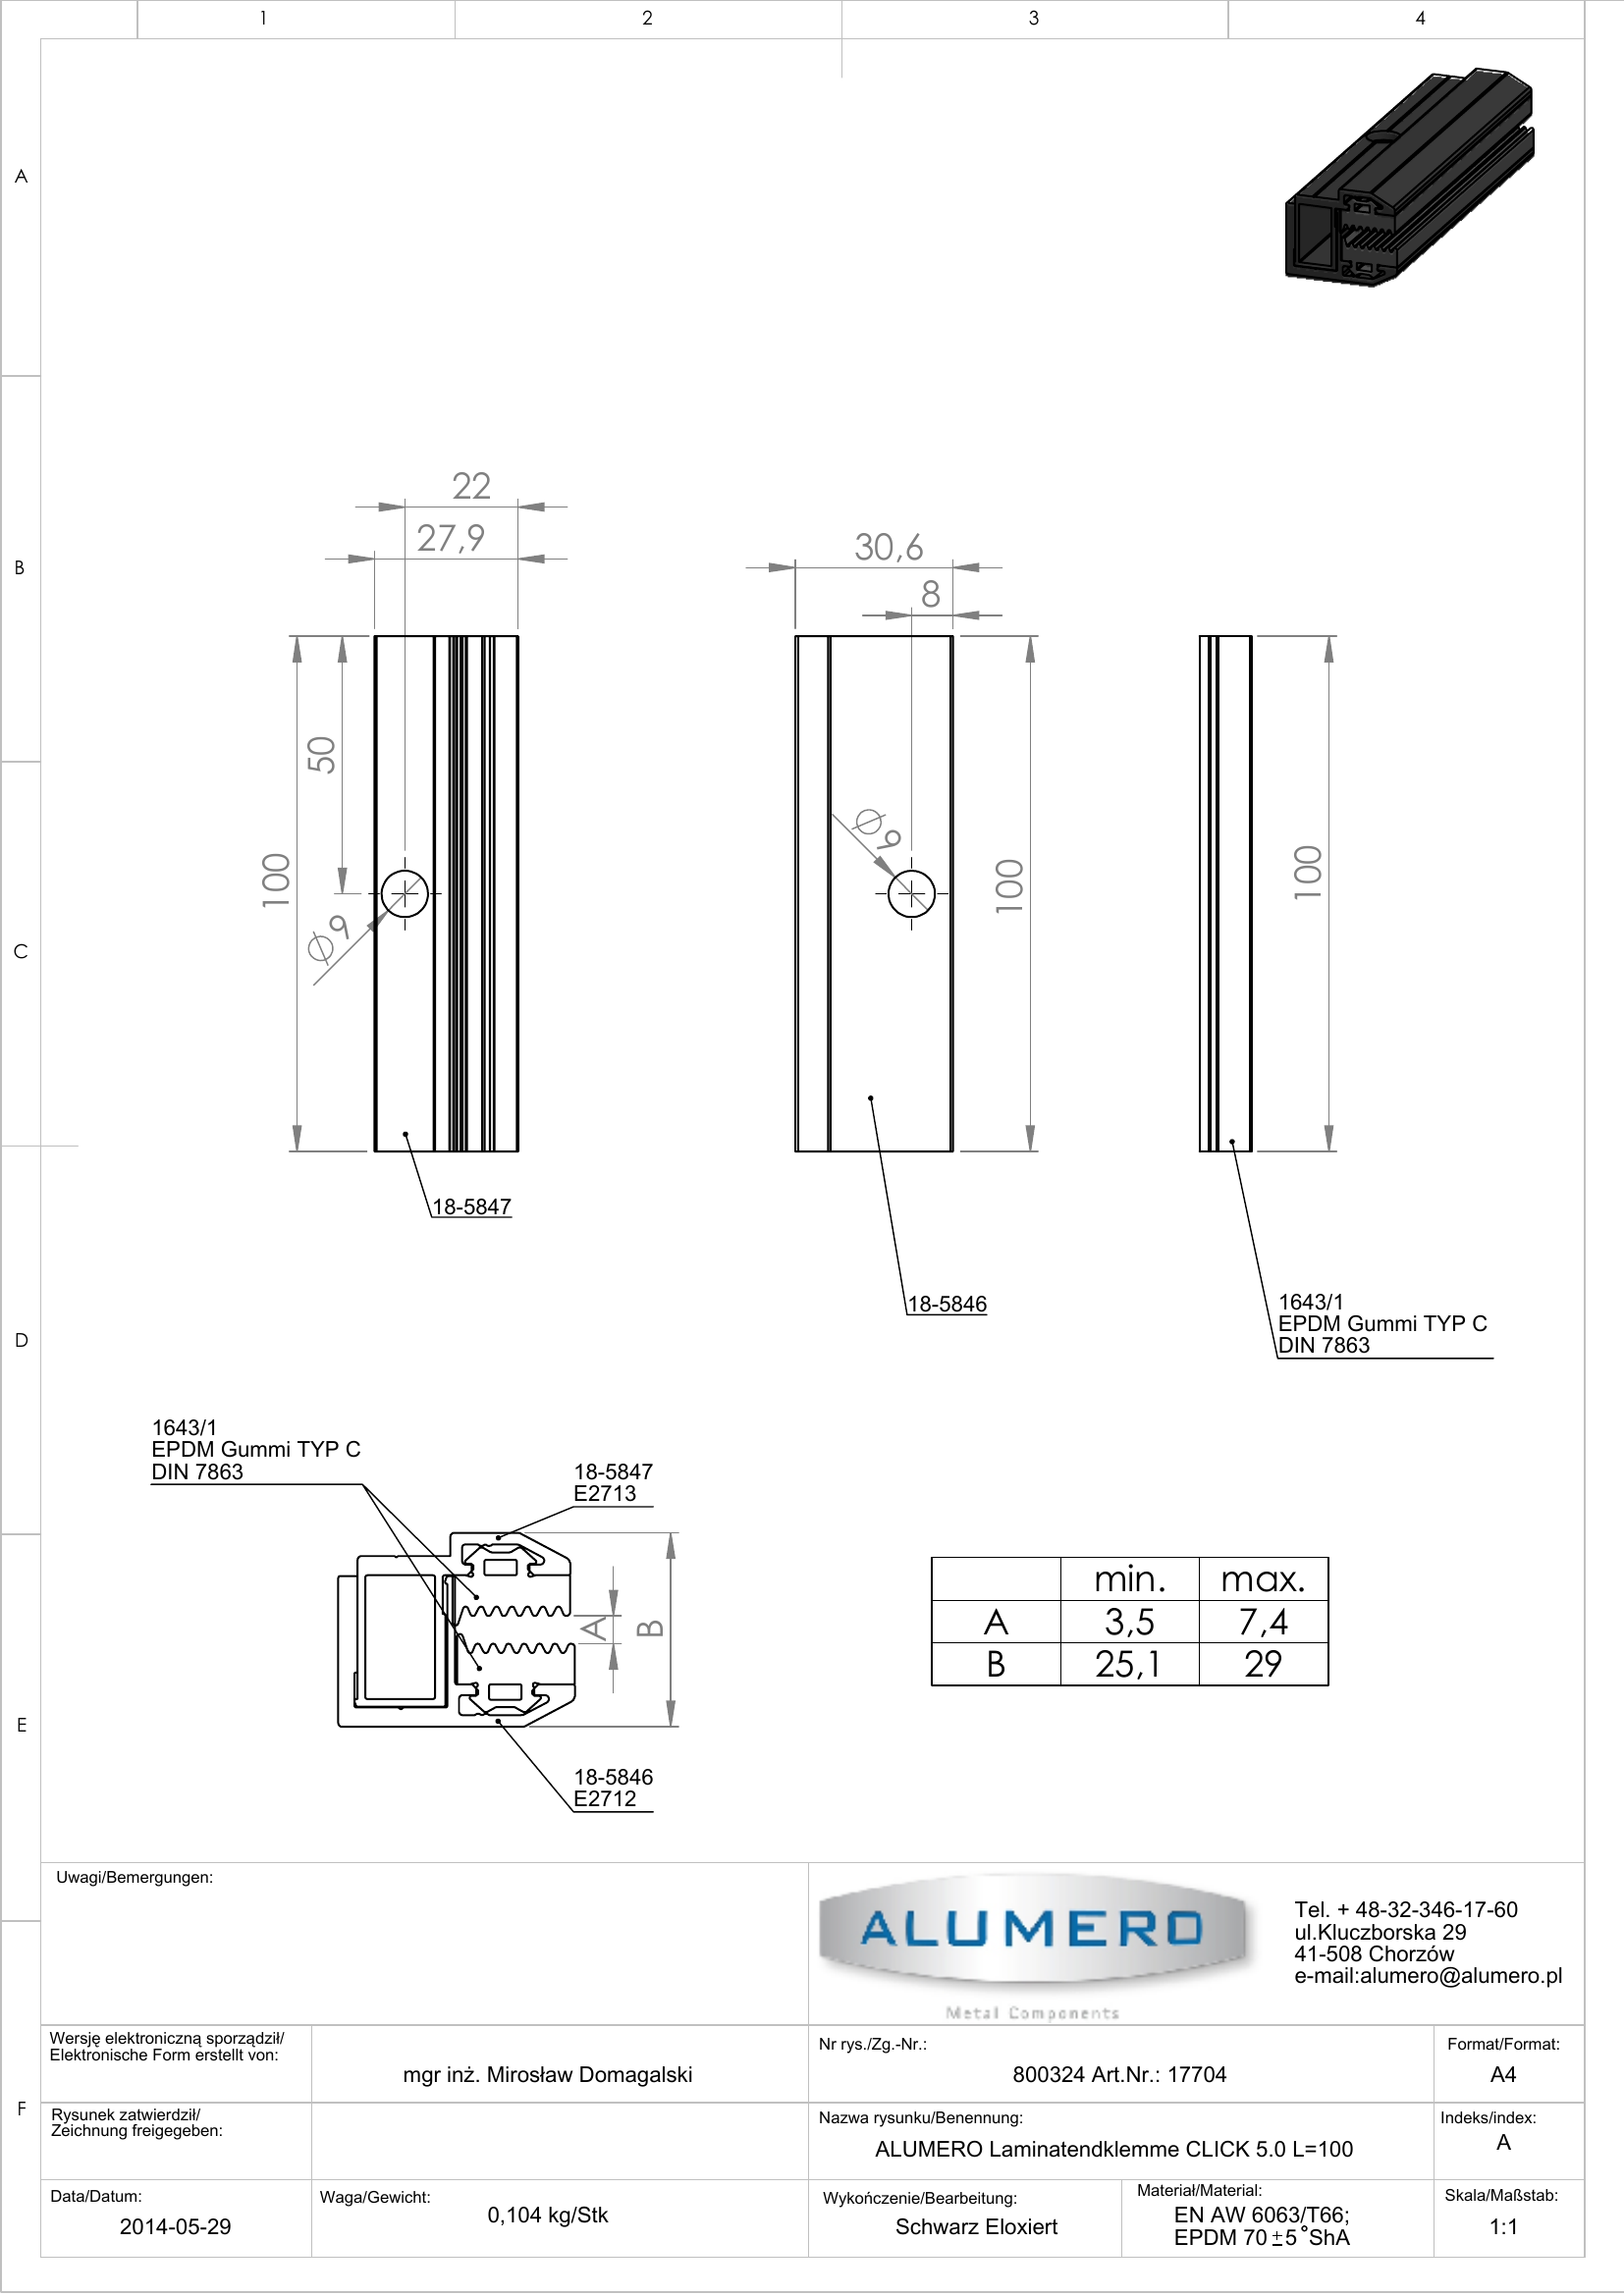 1 2 3 4
A
B
C
D
E
F
22
27,9
50
100
Ø9
18-5847
30,6
8
Ø9
100
18-5846
100
1643/1
EPDM Gummi TYP C
DIN 7863
1643/1
EPDM Gummi TYP C
DIN 7863
18-5847
E2713
A
B
18-5846
E2712
min. max.
A 3,5 7,4
B 25,1 29
Uwagi/Bemergungen:
ALUMERO
Metal Components
Tel. + 48-32-346-17-60
ul.Kluczborska 29
41-508 Chorzów
e-mail:alumero@alumero.pl
Wersję elektroniczną sporządził/
Elektronische Form erstellt von:
mgr inż. Mirosław Domagalski
Nr rys./Zg.-Nr.:
800324 Art.Nr.: 17704
Format/Format:
A4
Rysunek zatwierdził/
Zeichnung freigegeben:
Nazwa rysunku/Benennung:
ALUMERO Laminatendklemme CLICK 5.0 L=100
Indeks/index:
A
Data/Datum:
2014-05-29
Waga/Gewicht:
0,104 kg/Stk
Wykończenie/Bearbeitung:
Schwarz Eloxiert
Materiał/Material:
EN AW 6063/T66;
EPDM 70±5°ShA
Skala/Maßstab:
1:1